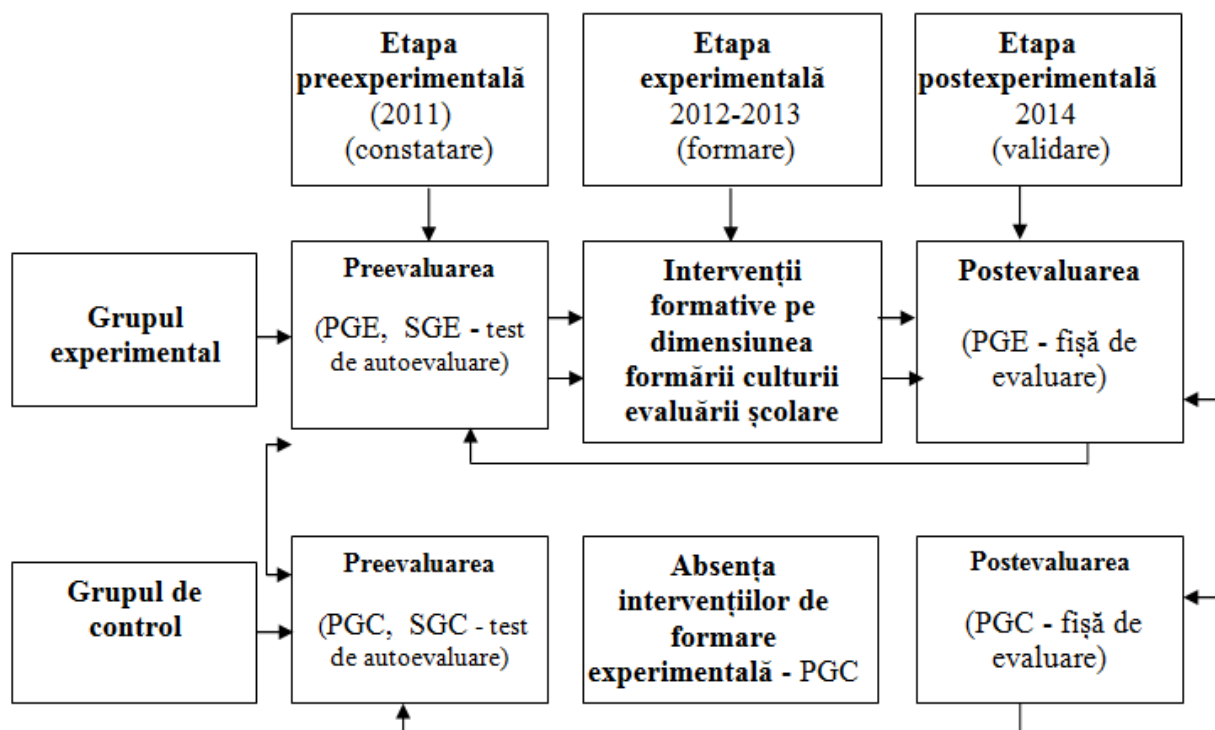 Etapa
preexperimentală
(2011)
(constatare)
Etapa
experimentală
2012-2013
(formare)
Etapa
postexperimentală
2014
(validare)
Grupul
experimental
Preevaluarea
(PGE, SGE - test
de autoevaluare)
Intervenții
formative pe
dimensiunea
formării culturii
evaluării școlare
Postevaluarea
(PGE - fișă de
evaluare)
Grupul de
control
Preevaluarea
(PGC, SGC - test
de autoevaluare)
Absența
intervențiilor de
formare
experimentală - PGC
Postevaluarea
(PGC - fișă de
evaluare)